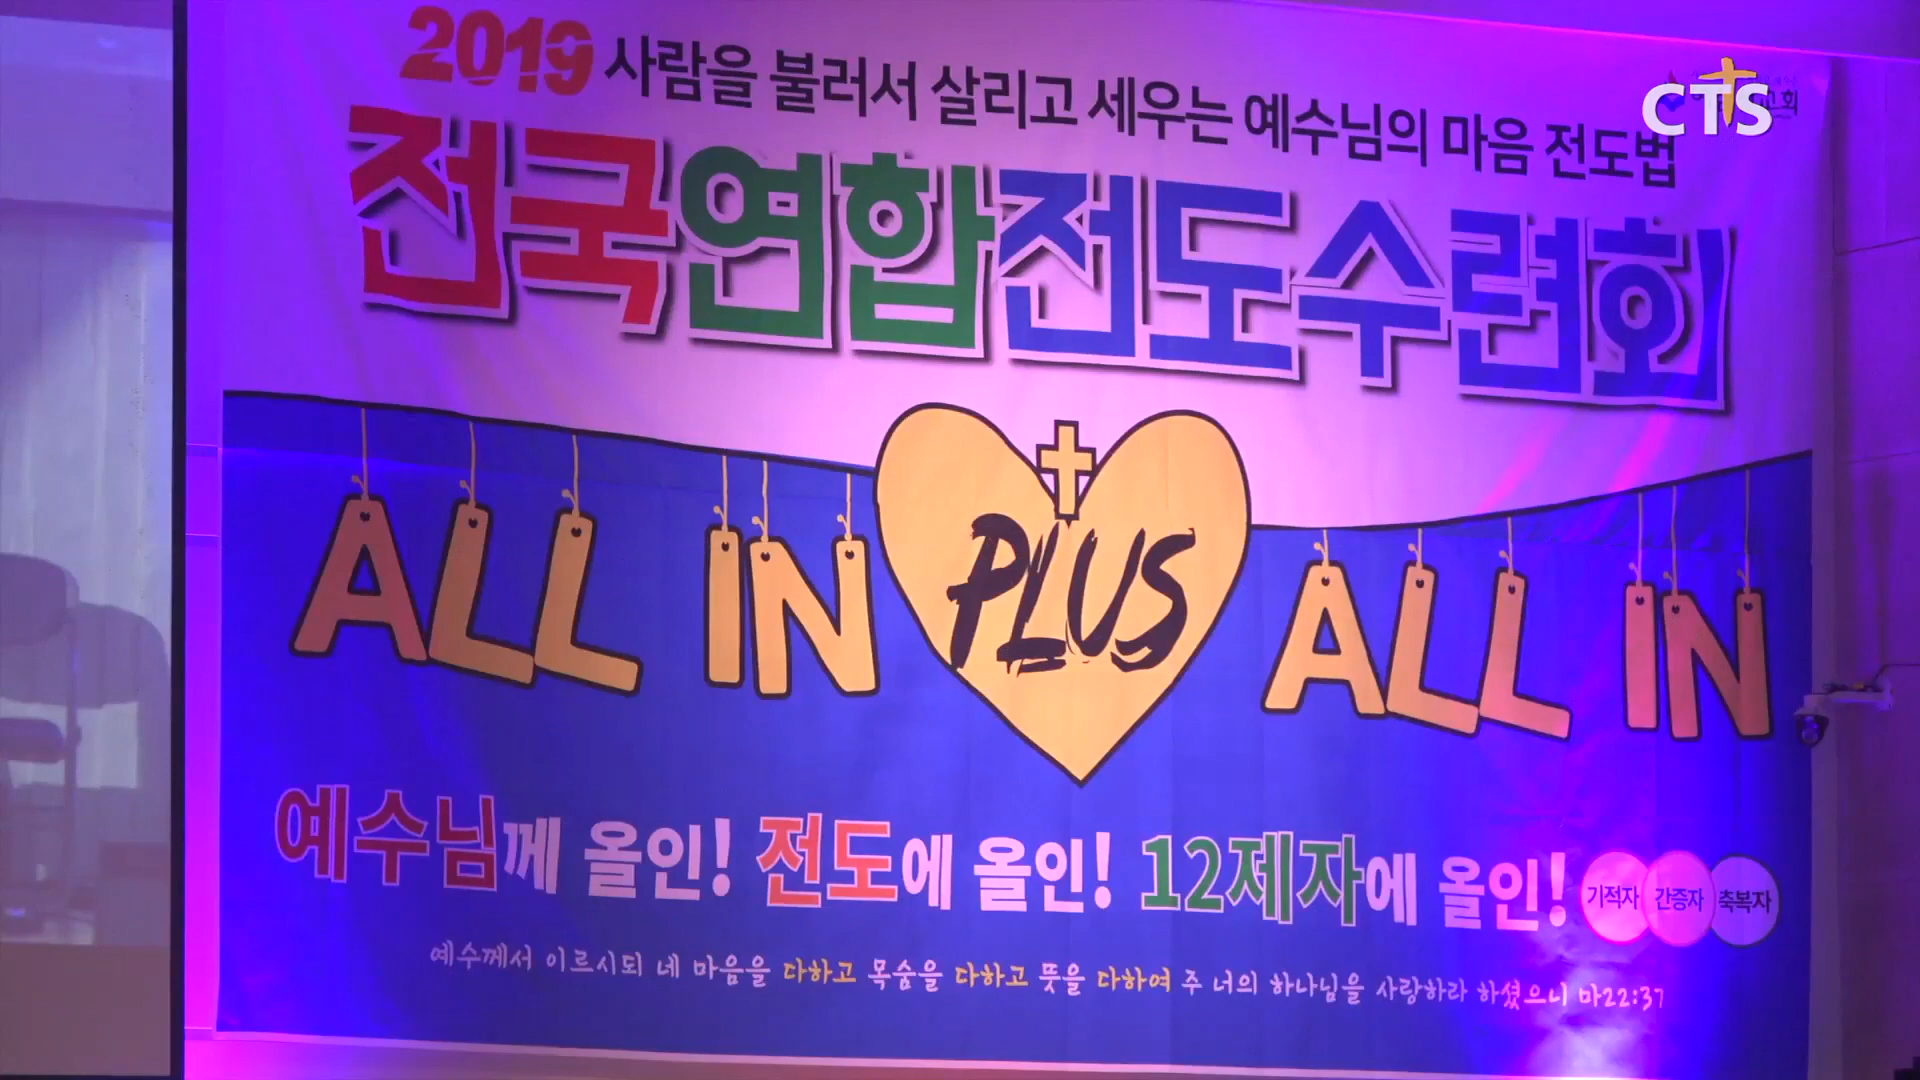 2019 사람을 불러서 살리고 세우는 예수님의 마음 전도법
CTS
전국연합전도수련회
ALL IN PLUS ALL IN
예수님께 올인! 전도에 올인! 12제자에 올인! 기적자 간증자 축복자
예수께서 이르시되 네 마음을 다하고 목숨을 다하고 뜻을 다하여 주 너의 하나님을 사랑하라 하셨으니 마22:37